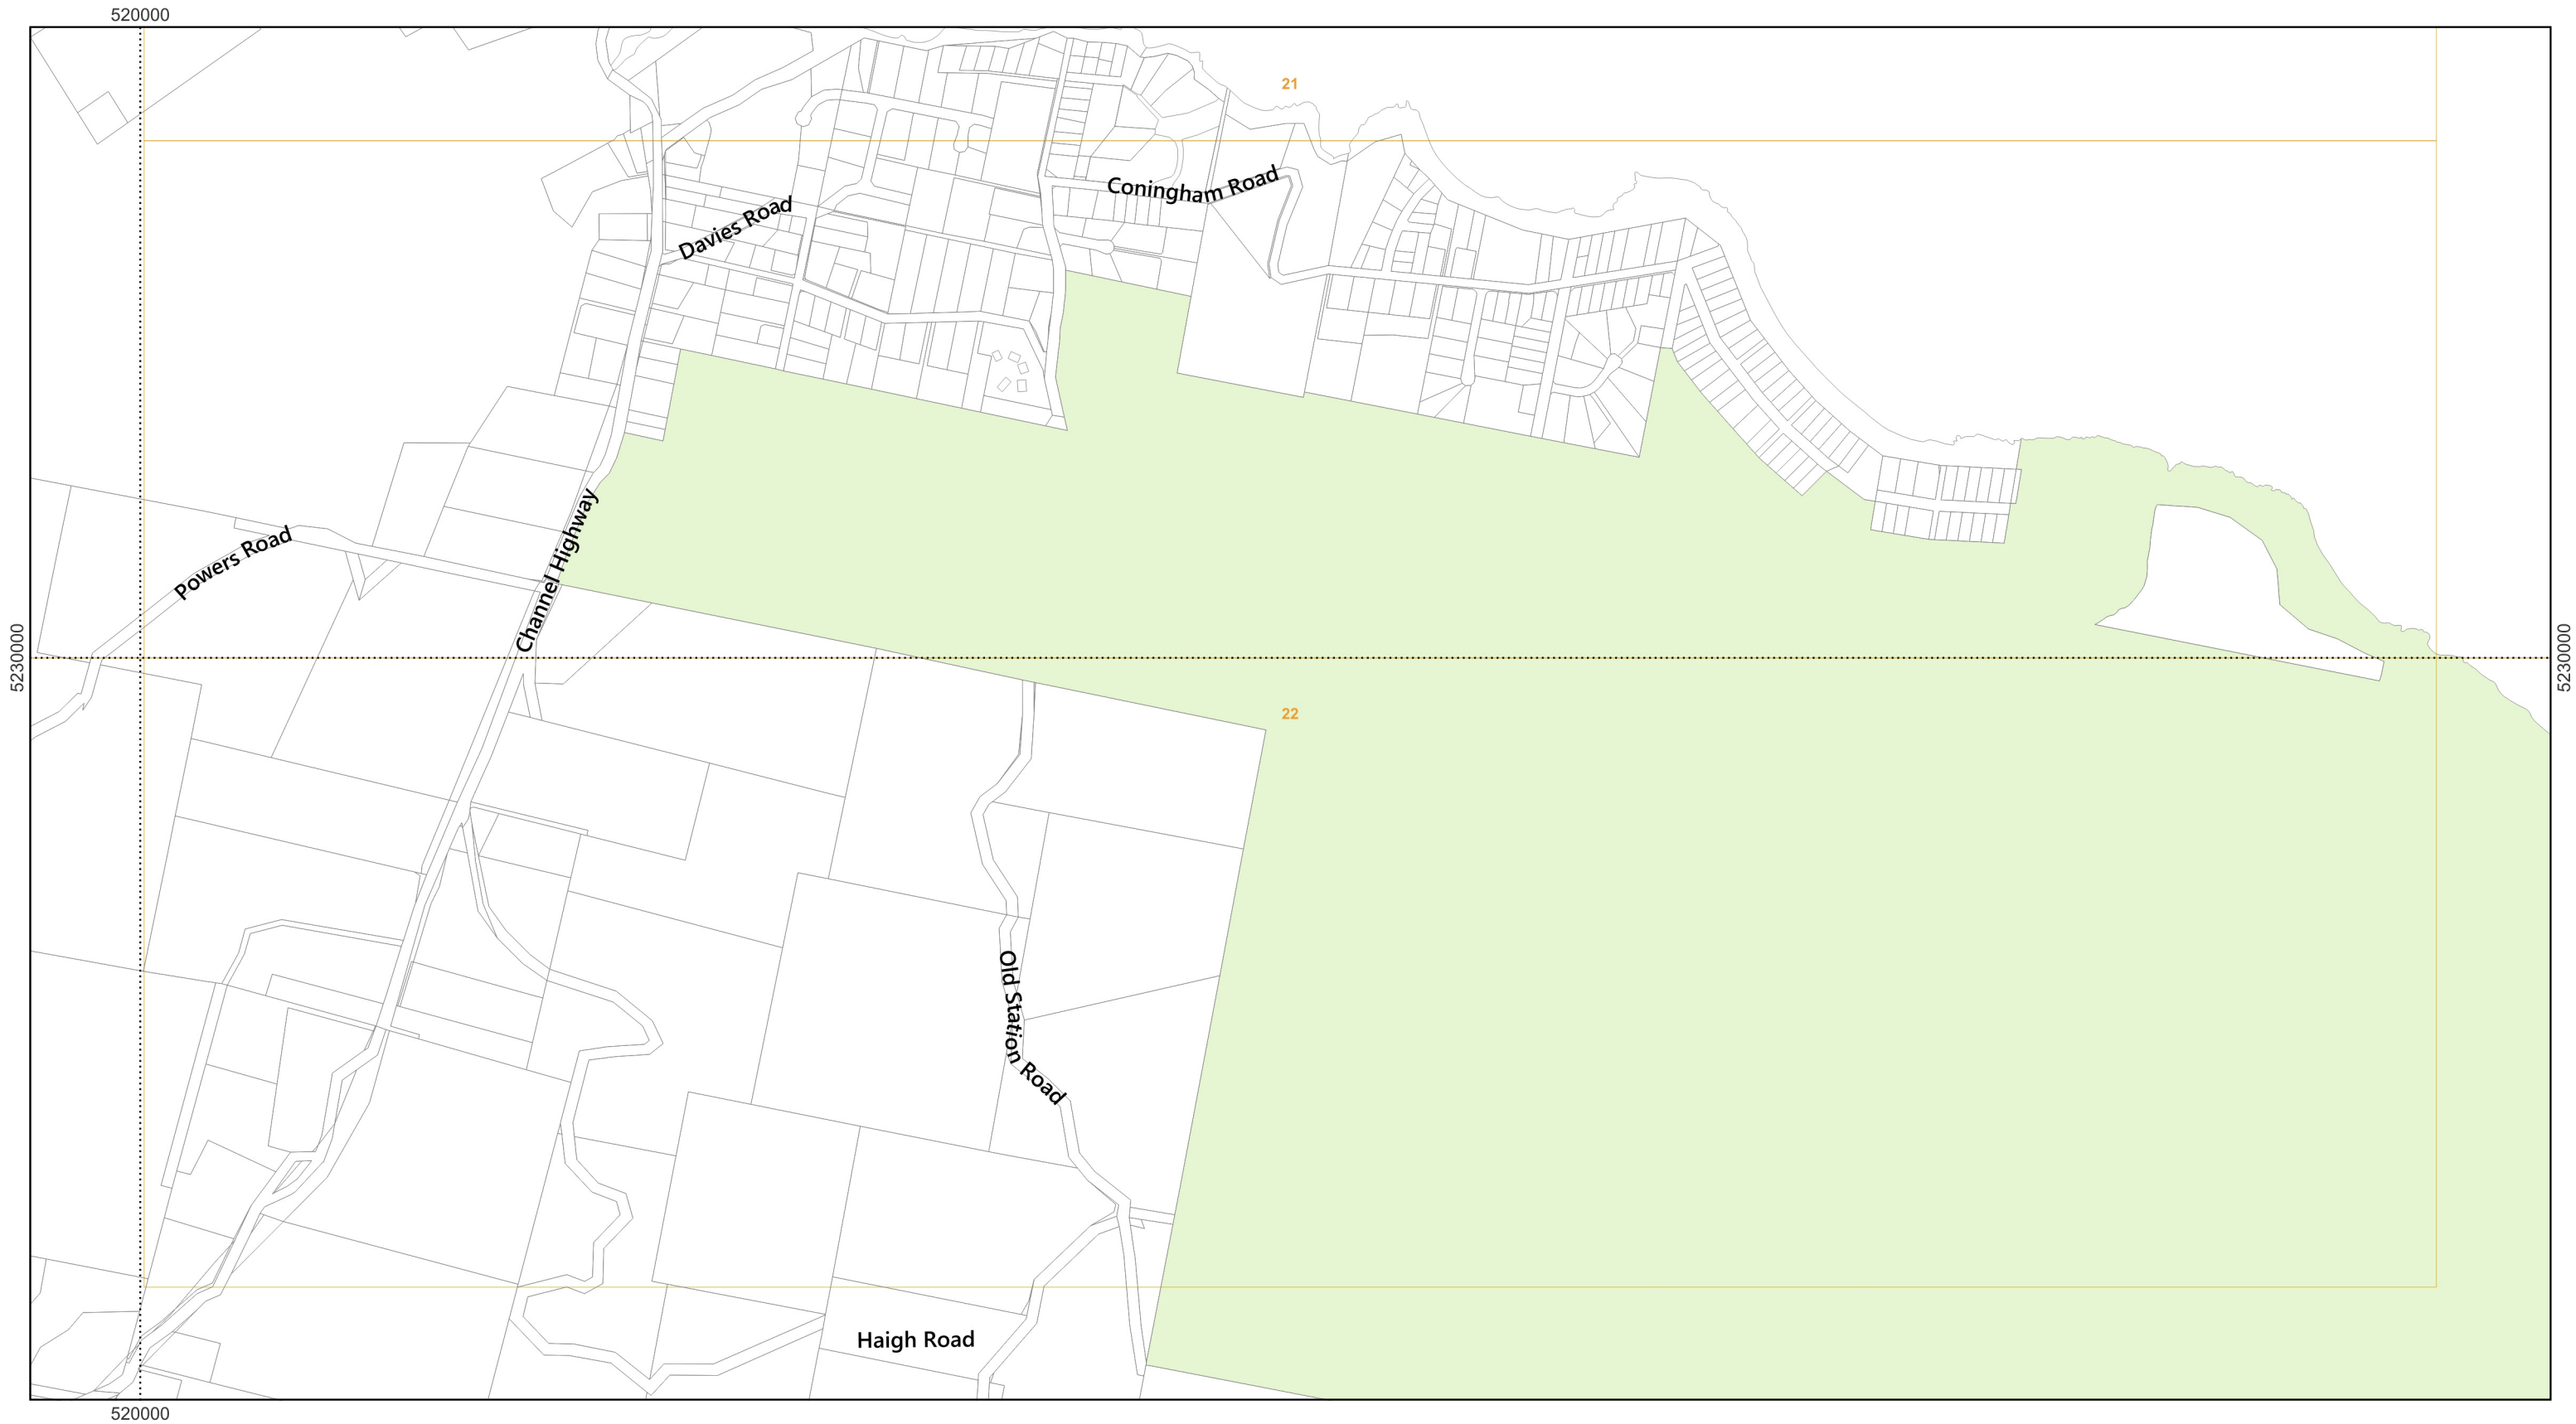 520000
21
Coningham Road
Davies Road
Powers Road
Channel Highway
5230000
5230000
22
Old Station Road
Haigh Road
520000